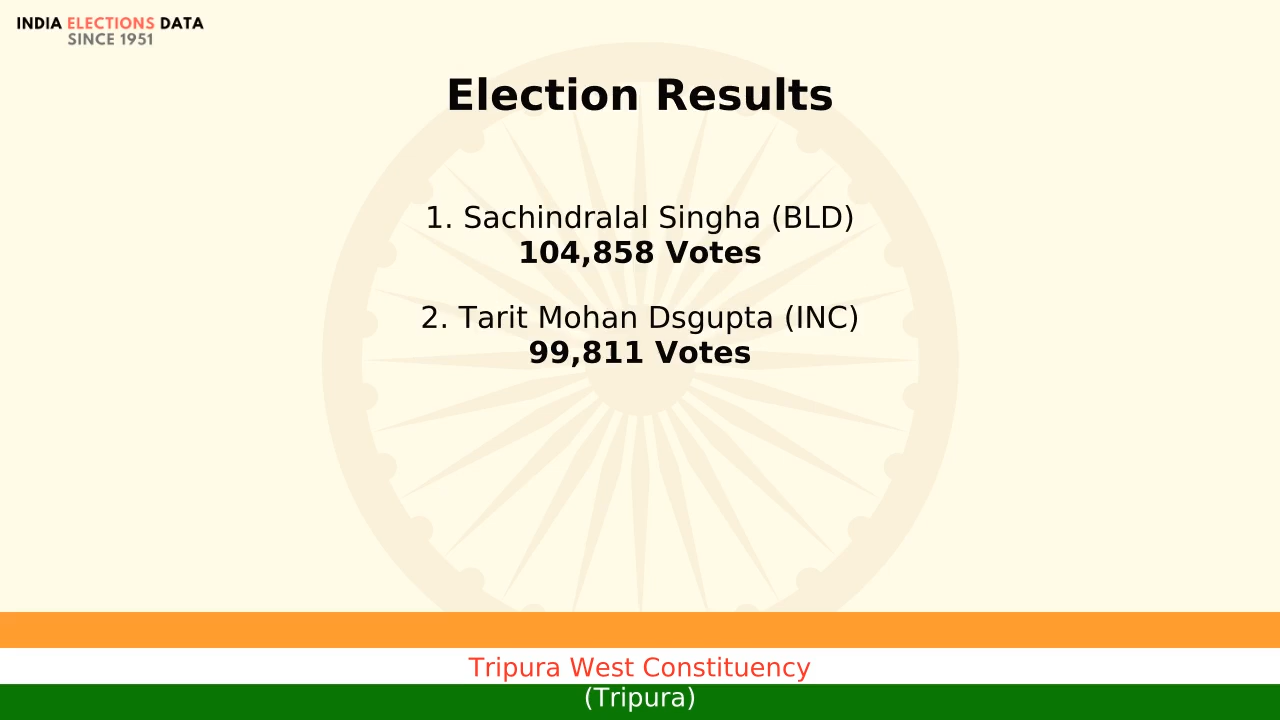 INDIA ELECTIONS DATA
SINCE 1951
Election Results
1. Sachindralal Singha (BLD)
104,858 Votes
2. Tarit Mohan Dsgupta (INC)
99,811 Votes
Tripura West Constituency
(Tripura)